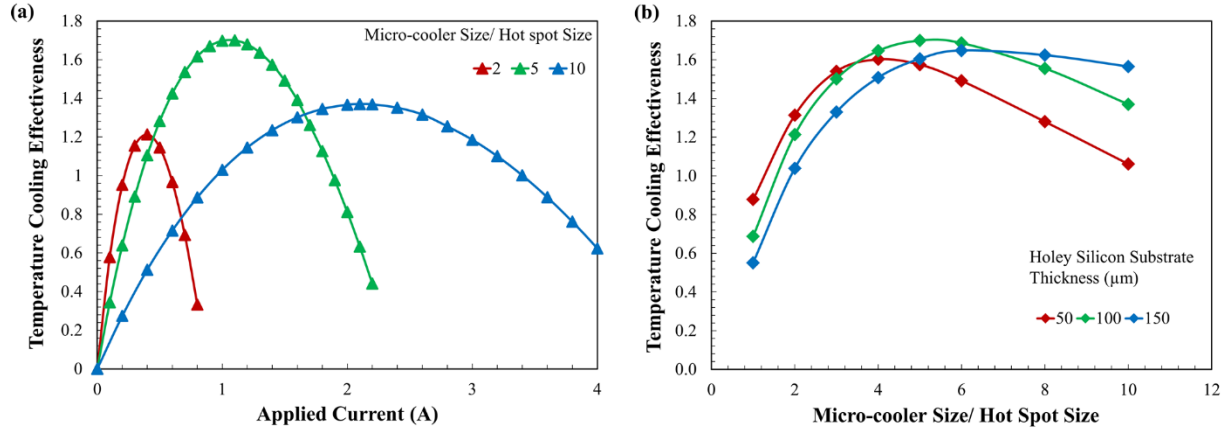 (a)
Temperature Cooling Effectiveness
1.8
1.6
1.4
1.2
1
0.8
0.6
0.4
0.2
0
Micro-cooler Size/ Hot spot Size
2 5 10
0 1 2 3 4
Applied Current (A)
(b)
Temperature Cooling Effectiveness
1.8
1.6
1.4
1.2
1.0
0.8
0.6
0.4
0.2
0.0
Holey Silicon Substrate
Thickness (µm)
50 100 150
0 2 4 6 8 10 12
Micro-cooler Size/ Hot Spot Size